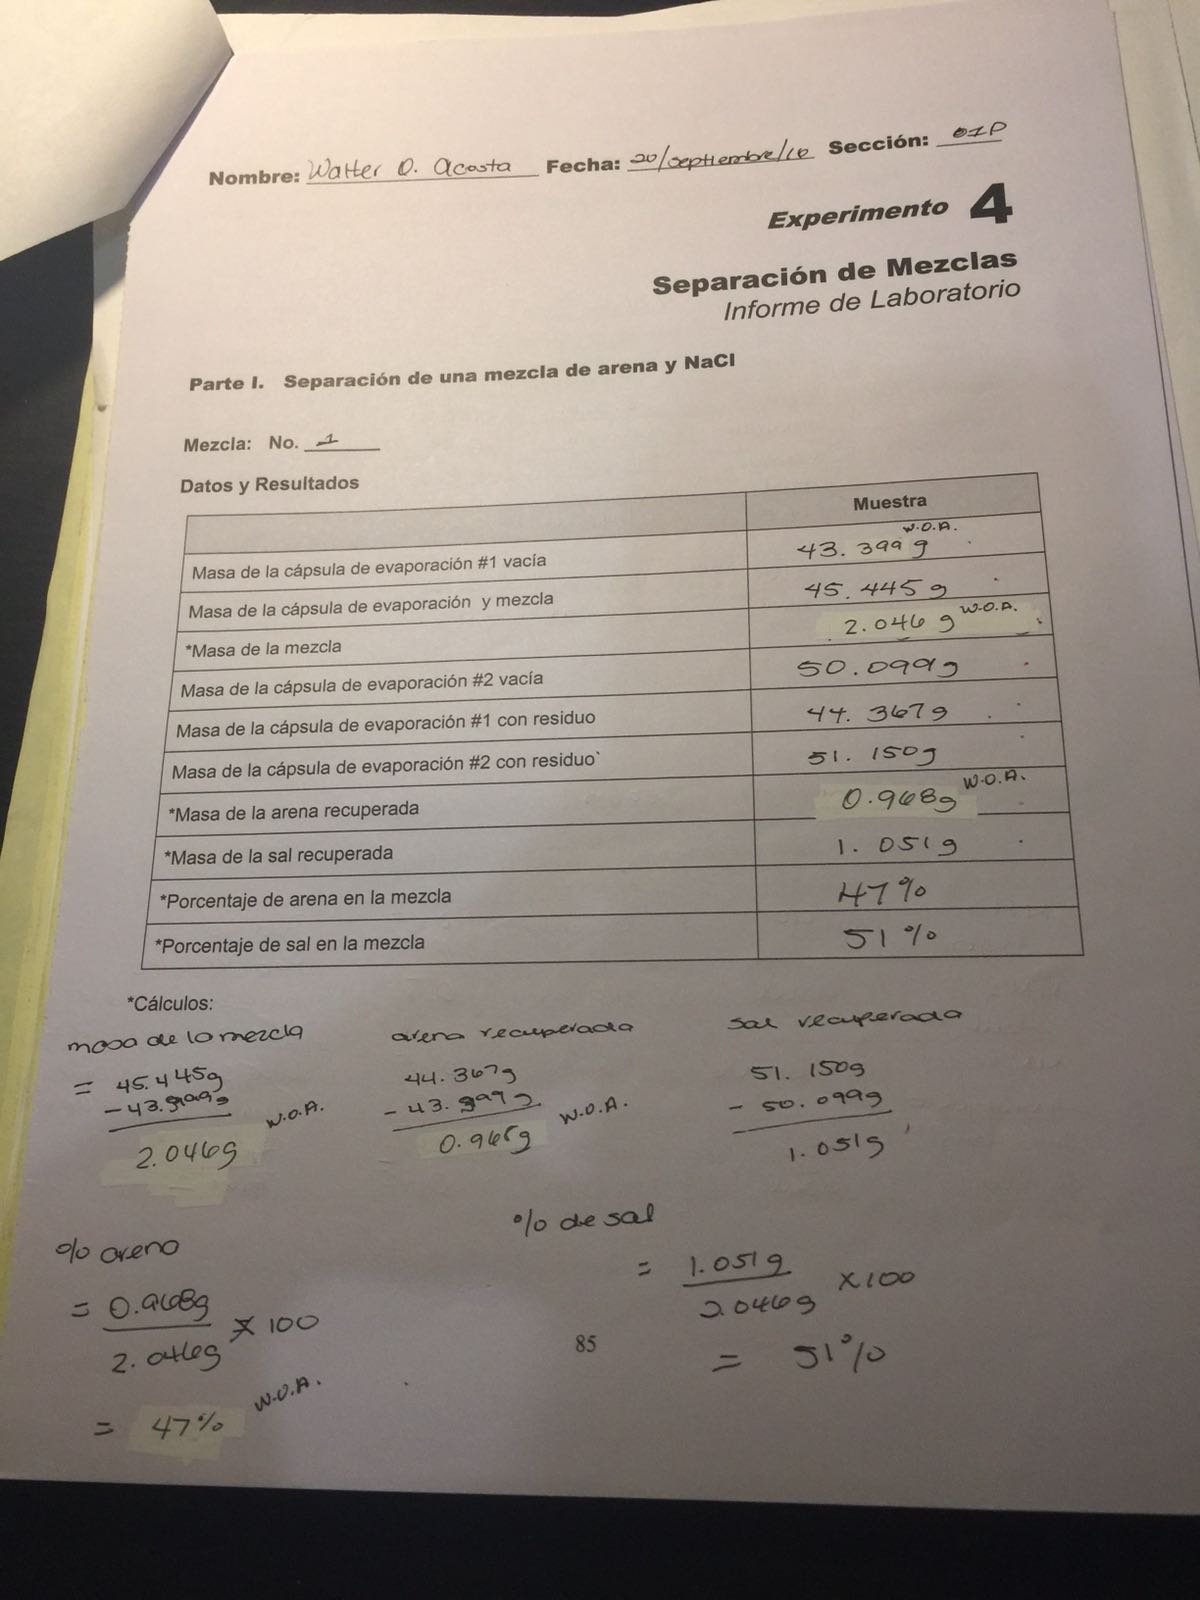 Nombre: Walter O. Acosta Fecha: 20/septiembre/16 Sección: 01P
Experimento 4
Separación de Mezclas
Informe de Laboratorio
Parte I. Separación de una mezcla de arena y NaCl
Mezcla: No. 1
Datos y Resultados
Muestra
W.O.A.
Masa de la cápsula de evaporación #1 vacía 43.399 g
Masa de la cápsula de evaporación y mezcla 45.445 g
*Masa de la mezcla 2.046 g W.O.A.
Masa de la cápsula de evaporación #2 vacía 50.099 g
Masa de la cápsula de evaporación #1 con residuo 44.367 g
Masa de la cápsula de evaporación #2 con residuo` 51.150 g
*Masa de la arena recuperada 0.968 g W.O.A.
*Masa de la sal recuperada 1.051 g
*Porcentaje de arena en la mezcla 47%
*Porcentaje de sal en la mezcla 51%
*Cálculos:
masa de la mezcla arena recuperada sal recuperada
= 45.445g 44.367g 51.150g
- 43.399g - 43.399g - 50.099g
W.O.A. W.O.A.
2.046g 0.968g 1.051g
% arena % de sal
= 0.968g = 1.051g
x 100 x 100
2.046g 2.046g
85
= 51%
W.O.A.
= 47%